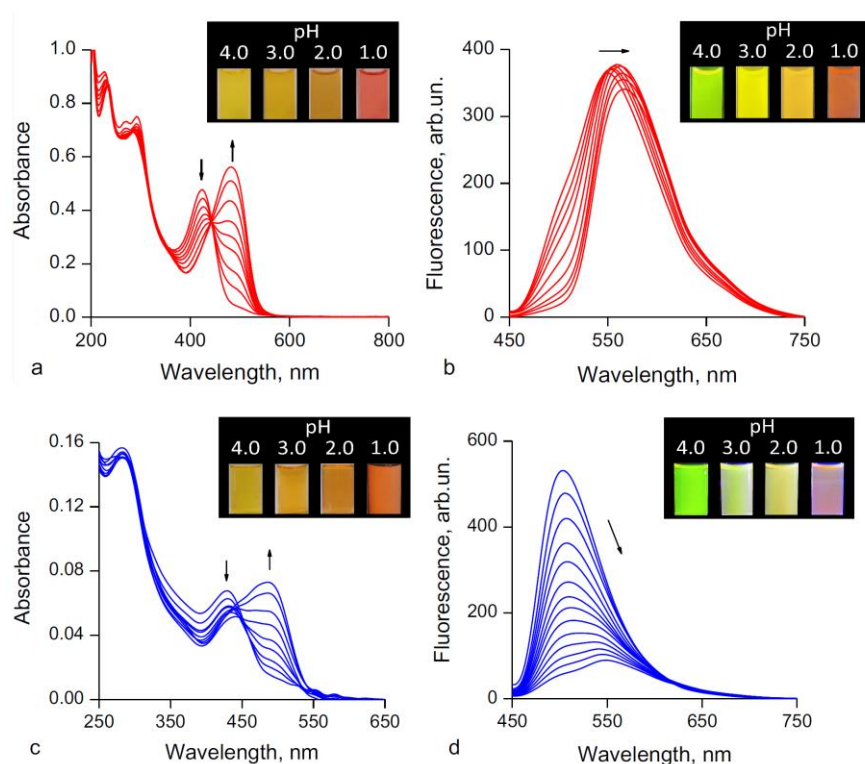 pH
4.0 3.0 2.0 1.0
1.0
0.8
0.6
0.4
0.2
0.0
Absorbance
200 400 600 800
Wavelength, nm
a
pH
4.0 3.0 2.0 1.0
400
300
200
100
0
Fluorescence, arb.un.
450 550 650 750
Wavelength, nm
b
pH
4.0 3.0 2.0 1.0
0.16
0.12
0.08
0.04
0.00
Absorbance
250 350 450 550 650
Wavelength, nm
c
pH
4.0 3.0 2.0 1.0
600
400
200
0
Fluorescence, arb.un.
450 550 650 750
Wavelength, nm
d